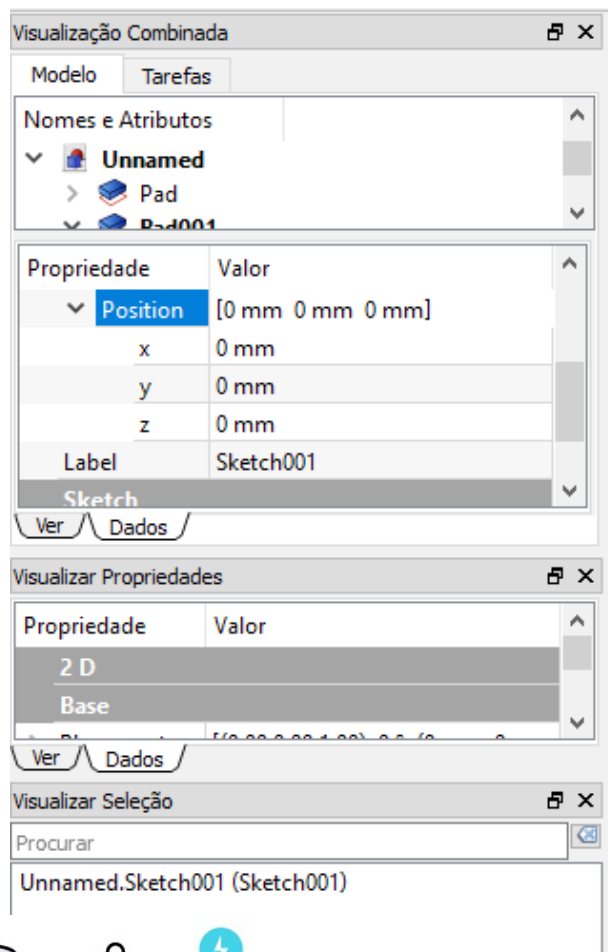 Visualização Combinada
Modelo Tarefas
Nomes e Atributos
Unnamed
Pad
Pad001
Propriedade Valor
Position [0 mm 0 mm 0 mm]
x 0 mm
y 0 mm
z 0 mm
Label Sketch001
Sketch
Ver Dados
Visualizar Propriedades
Propriedade Valor
2 D
Base
Ver Dados
Visualizar Seleção
Procurar
Unnamed.Sketch001 (Sketch001)